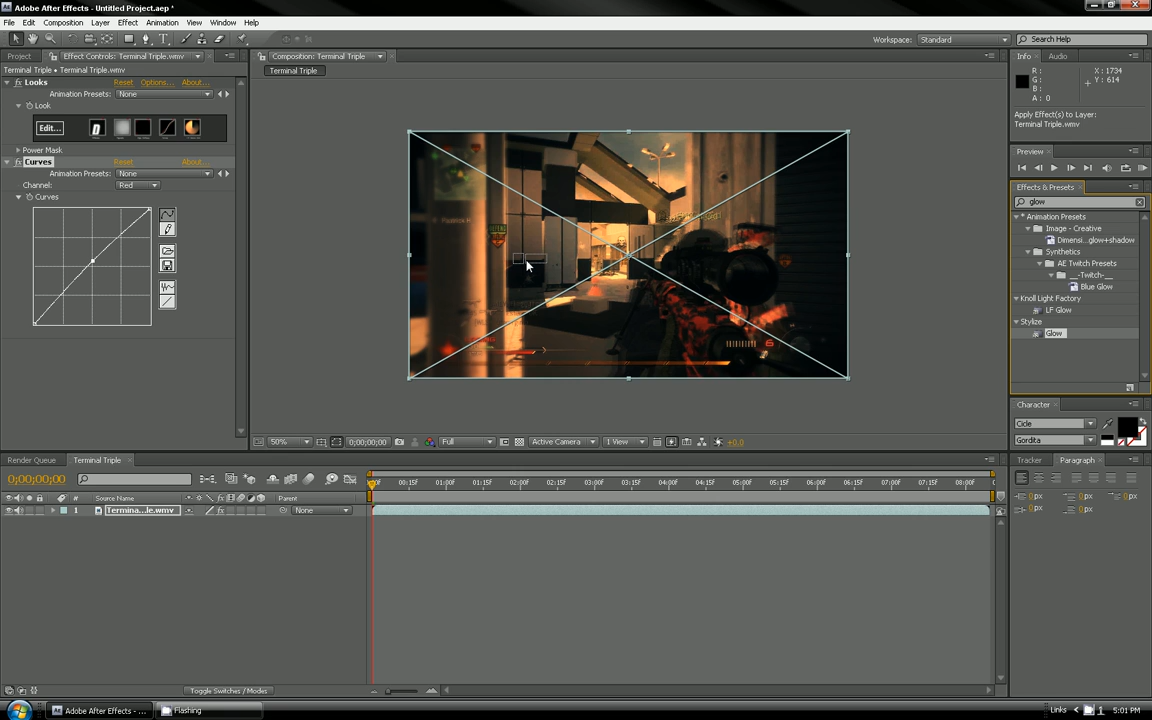 Adobe After Effects - Untitled Project.aep *
File Edit Composition Layer Effect Animation View Window Help
Workspace: Standard Search Help
Project Effect Controls: Terminal Triple.wmv
Terminal Triple • Terminal Triple.wmv
fx Looks Reset Options... About...
Animation Presets: None
Look
Edit...
Power Mask
fx Curves Reset About...
Animation Presets: None
Channel: Red
Curves
Composition: Terminal Triple
Terminal Triple
6
50% 0;00;00;00 Full Active Camera 1 View +0.0
Info Audio
R : X : 1734
G : Y : 614
B :
A : 0
Apply Effect(s) to Layer:
Terminal Triple.wmv
Preview
Effects & Presets
glow
* Animation Presets
Image - Creative
Dimensi...glow+shadow
Synthetics
AE Twitch Presets
__-Twitch-__
Blue Glow
Knoll Light Factory
LF Glow
Stylize
Glow
Character
Cicle
Gordita
Render Queue Terminal Triple
0;00;00;00
# Source Name Parent
1 Termina...le.wmv None
00:15F 01:00F 01:15F 02:00F 02:15F 03:00F 03:15F 04:00F 04:15F 05:00F 05:15F 06:00F 06:15F 07:00F 07:15F 08:00F
Tracker Paragraph
0 px 0 px 0 px
0 px 0 px
Toggle Switches / Modes
Adobe After Effects - ... Flashing Links 5:01 PM